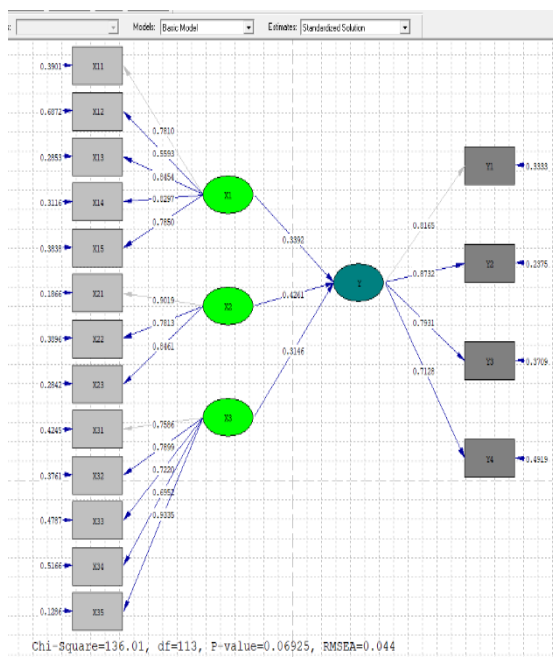 s: Models: Basic Model Estimates: Standardized Solution
0.3901 X11
0.6872 X12
0.2853 X13
0.3116 X14
0.3838 X15
0.1866 X21
0.3896 X22
0.2842 X23
0.4245 X31
0.3761 X32
0.4787 X33
0.5166 X34
0.1286 X35
0.7810
0.5593
0.8454
0.8297
0.7850
0.9019
0.7813
0.8461
0.7586
0.7899
0.7220
0.6952
0.9335
X1
X2
X3
0.3392
0.4261
0.3146
Y
0.8165
0.8732
0.7931
0.7128
Y1 0.3333
Y2 0.2375
Y3 0.3709
Y4 0.4919
Chi-Square=136.01, df=113, P-value=0.06925, RMSEA=0.044